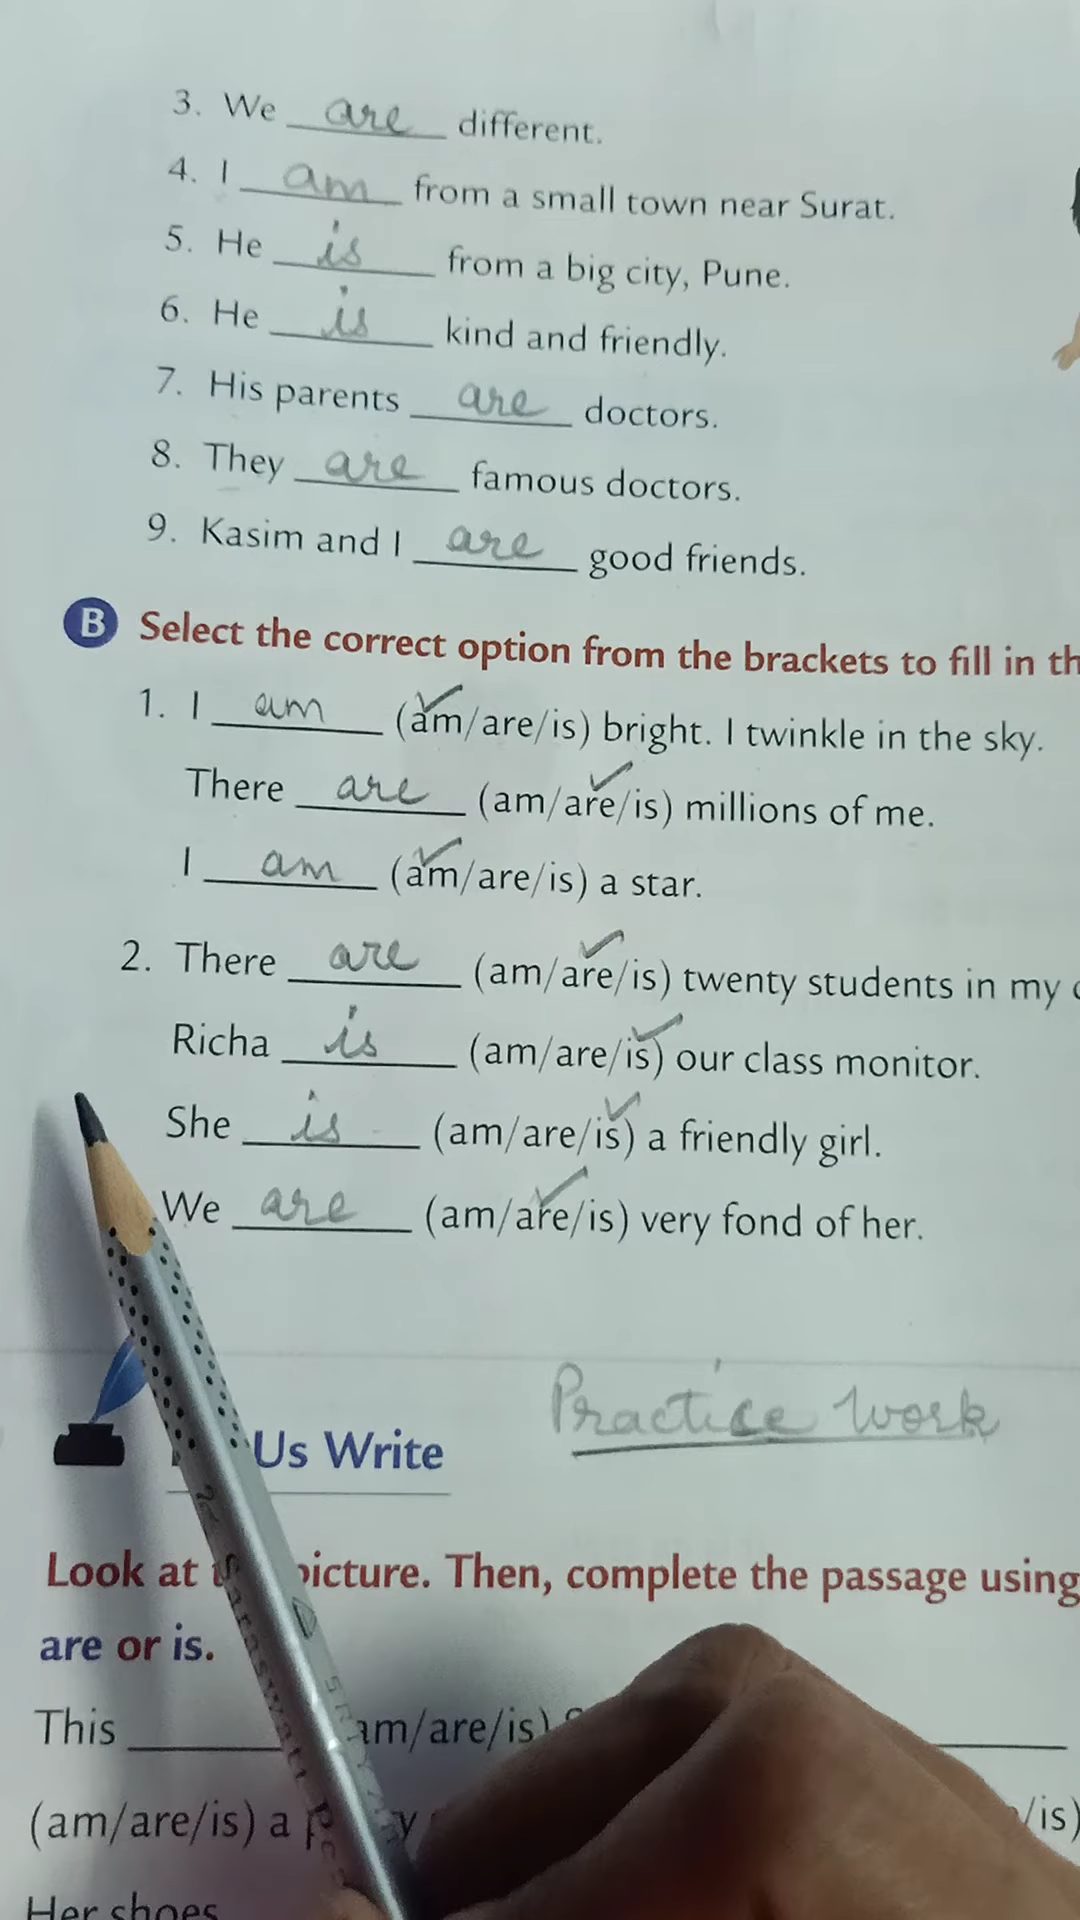 3. We are different.
4. I am from a small town near Surat.
5. He is from a big city, Pune.
6. He is kind and friendly.
7. His parents are doctors.
8. They are famous doctors.
9. Kasim and I are good friends.
B Select the correct option from the brackets to fill in th
1. I am (am/are/is) bright. I twinkle in the sky.
There are (am/are/is) millions of me.
I am (am/are/is) a star.
2. There are (am/are/is) twenty students in my
Richa is (am/are/is) our class monitor.
She is (am/are/is) a friendly girl.
We are (am/are/is) very fond of her.
Practice work
Us Write
Look at picture. Then, complete the passage using
are or is.
This am/are/is)
(am/are/is) a /is)
Her shoes